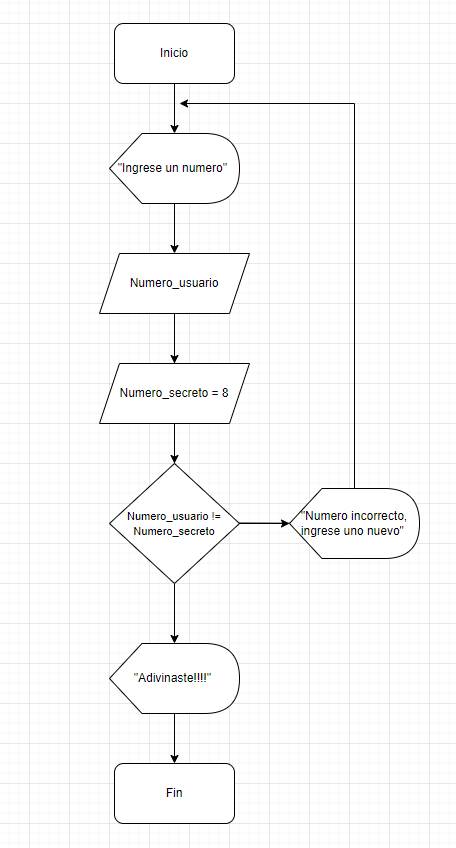 Inicio
"Ingrese un numero"
Numero_usuario
Numero_secreto = 8
Numero_usuario !=
Numero_secreto
"Numero incorrecto,
ingrese uno nuevo"
"Adivinaste!!!!"
Fin